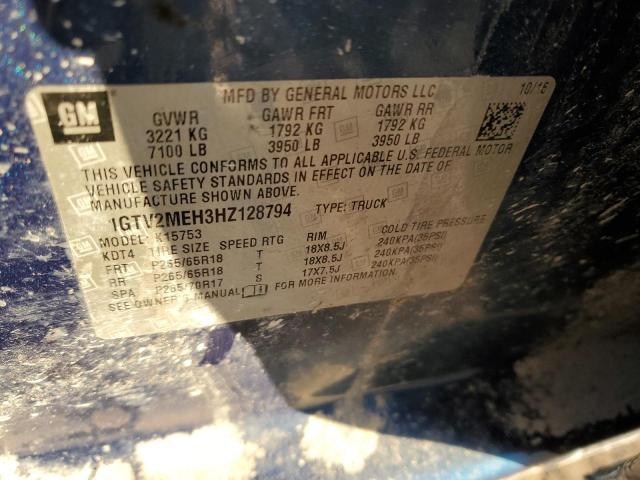 GM
MFD BY GENERAL MOTORS LLC 10/16
GVWR GAWR FRT GAWR RR
3221 KG 1792 KG 1792 KG
7100 LB 3950 LB 3950 LB
THIS VEHICLE CONFORMS TO ALL APPLICABLE U.S. FEDERAL MOTOR
VEHICLE SAFETY STANDARDS IN EFFECT ON THE DATE OF
MANUFACTURE SHOWN ABOVE.
1GTV2MEH3HZ128794 TYPE: TRUCK
MODEL: K15753
KDT4 TIRE SIZE SPEED RTG RIM COLD TIRE PRESSURE
FRT P265/65R18 T 18X8.5J 240KPA(35PSI)
RR P265/65R18 T 18X8.5J 240KPA(35PSI)
SPA P265/70R17 S 17X7.5J 240KPA(35PSI)
SEE OWNER'S MANUAL FOR MORE INFORMATION.